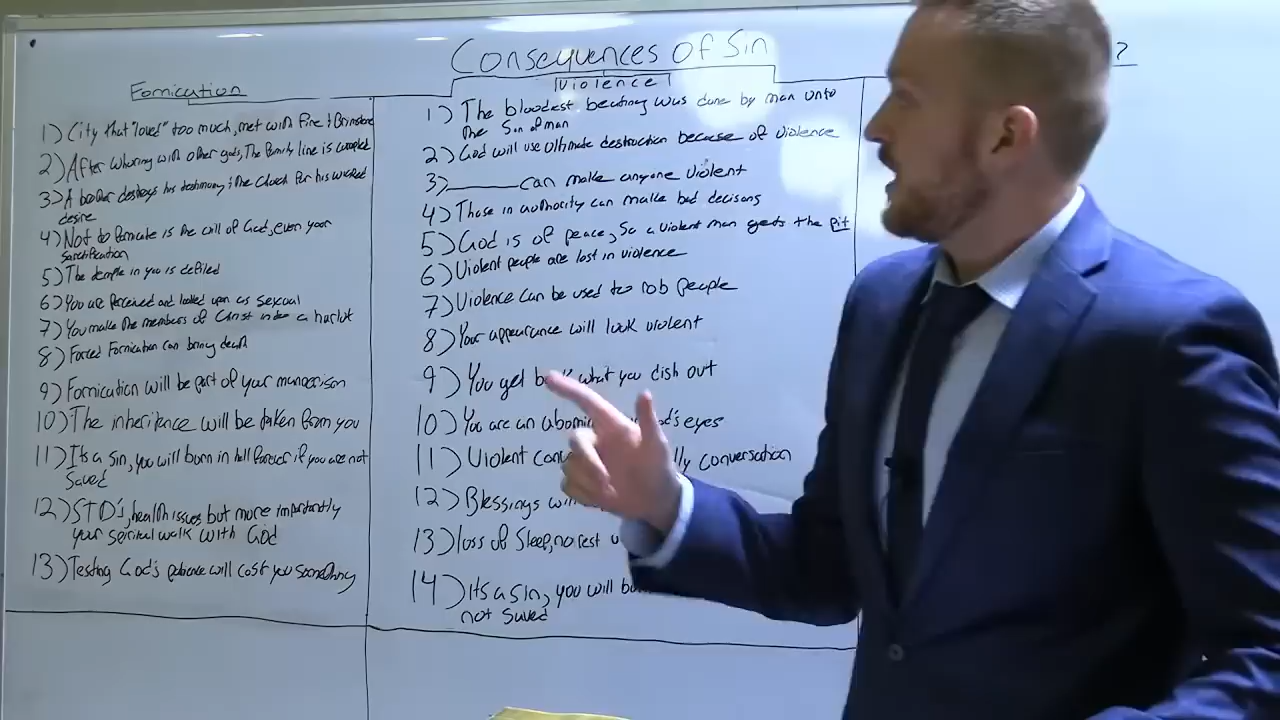 Consequences of Sin
?
Fornication
1) City that "loved" too much, met with Fire & Brimstone
2) After whoring with other gods, The family line is
3) A brother destroys his testimony & the Church for his wicked
desire
4) Not to fornicate is the will of God, even your
Sanctification
5) The temple in you is defiled
6) You are perceived and looked upon as sexual
7) You make the members of Christ into a harlot
8) Forced Fornication can bring death
9) Fornication will be part of your
10) The inheritence will be taken from you
11) Its a sin, you will burn in hell forever if you are not
Saved
12) STD's, health issues but more importantly
your spiritual walk with God
13) Testing God's patience will cost you something
Violence
1) The bloodest beating was done by man unto
the Son of man
2) God will use ultimate destruction because of violence
3) ______ can make anyone violent
4) Those in authority can make bad decisons
5) God is of peace, So a violent man gets the Pit
6) Violent people are lost in violence
7) Violence can be used to rob people
8) Your appearance will look violent
9) You get what you dish out
10) You are an eyes
11) Violent conversation
12) Blessings
13) loss of Sleep, no rest
14) its a sin, you will
not Saved